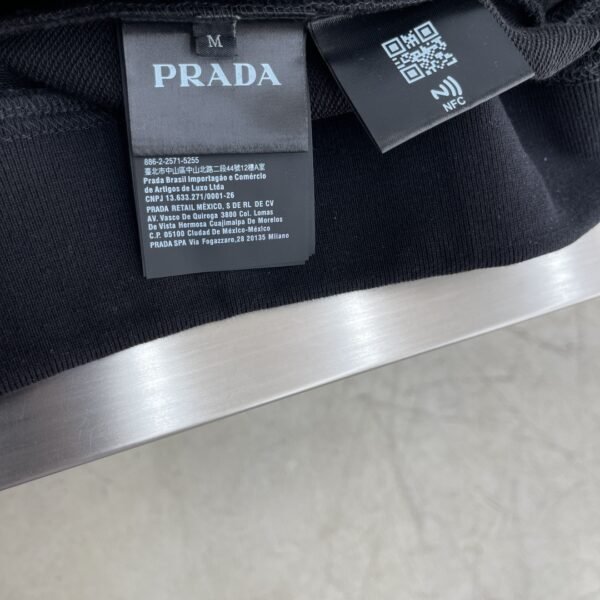 M
PRADA
NFC
886-2-2571-5255
臺北市中山區中山北路二段44號12樓A室
Prada Brasil Importação e Comércio
de Artigos de Luxo Ltda
CNPJ 13.633.271/0001-26
PRADA RETAIL MÉXICO, S DE RL DE CV
AV. Vasco De Quiroga 3800 Col. Lomas
De Vista Hermosa Cuajimalpa De Morelos
C.P. 05100 Ciudad De México-México
PRADA SPA Via Fogazzaro,28 20135 Milano